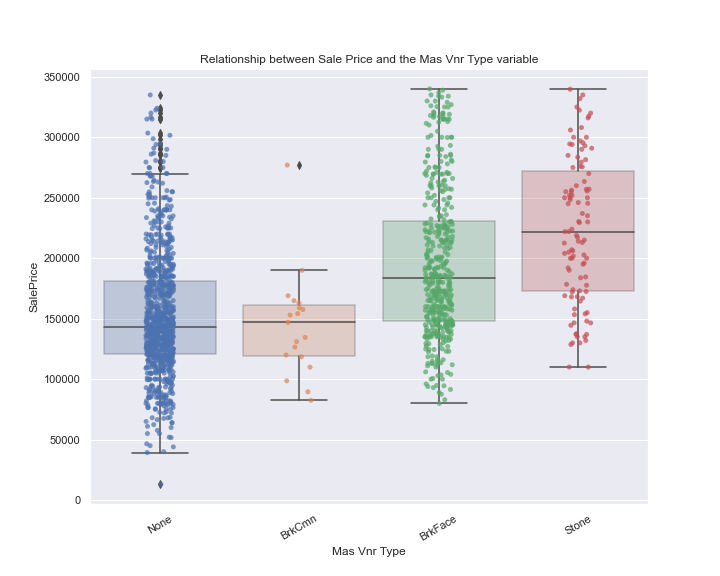 Relationship between Sale Price and the Mas Vnr Type variable
350000
300000
250000
200000
150000
100000
50000
0
SalePrice
None
BrkCmn
BrkFace
Stone
Mas Vnr Type